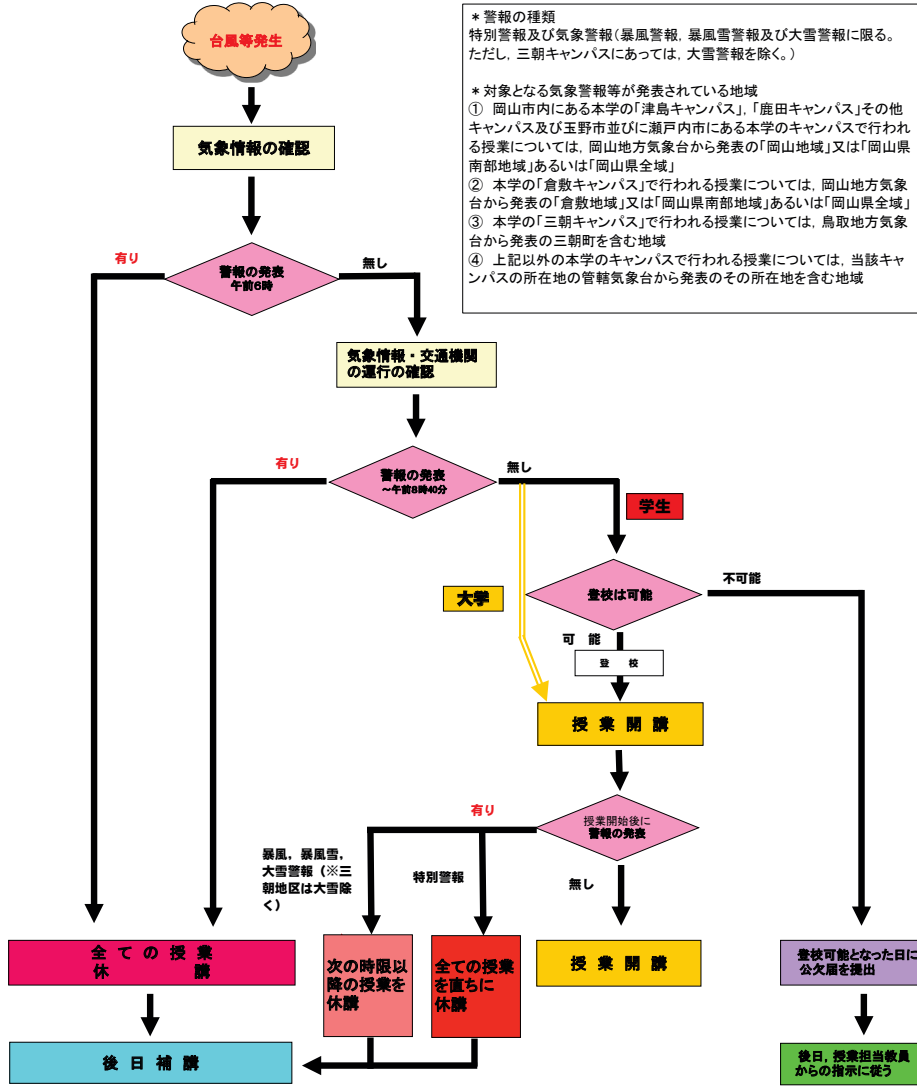 台風等発生
＊警報の種類
特別警報及び気象警報（暴風警報，暴風雪警報及び大雪警報に限る。
ただし，三朝キャンパスにあっては，大雪警報を除く。）
＊対象となる気象警報等が発表されている地域
① 岡山市内にある本学の「津島キャンパス」，「鹿田キャンパス」その他
キャンパス及び玉野市並びに瀬戸内市にある本学のキャンパスで行われ
る授業については，岡山地方気象台から発表の「岡山地域」又は「岡山県
南部地域」あるいは「岡山県全域」
② 本学の「倉敷キャンパス」で行われる授業については，岡山地方気象
台から発表の「倉敷地域」又は「岡山県南部地域」あるいは「岡山県全域」
③ 本学の「三朝キャンパス」で行われる授業については，鳥取地方気象
台から発表の三朝町を含む地域
④ 上記以外の本学のキャンパスで行われる授業については，当該キャ
ンパスの所在地の管轄気象台から発表のその所在地を含む地域
気象情報の確認
有り
警報の発表
午前6時
無し
気象情報・交通機関
の運行の確認
有り
警報の発表
～午前8時40分
無し
学生
大学
登校は可能
不可能
可 能
登 校
授 業 開 講
有り
授業開始後に
警報の発表
暴風，暴風雪，
大雪警報（※三
朝地区は大雪除
く）
特別警報
無し
全 て の 授 業
休 講
次の時限以
降の授業を
休講
全ての授業
を直ちに
休講
授 業 開 講
登校可能となった日に
公欠届を提出
後 日 補 講
後日，授業担当教員
からの指示に従う